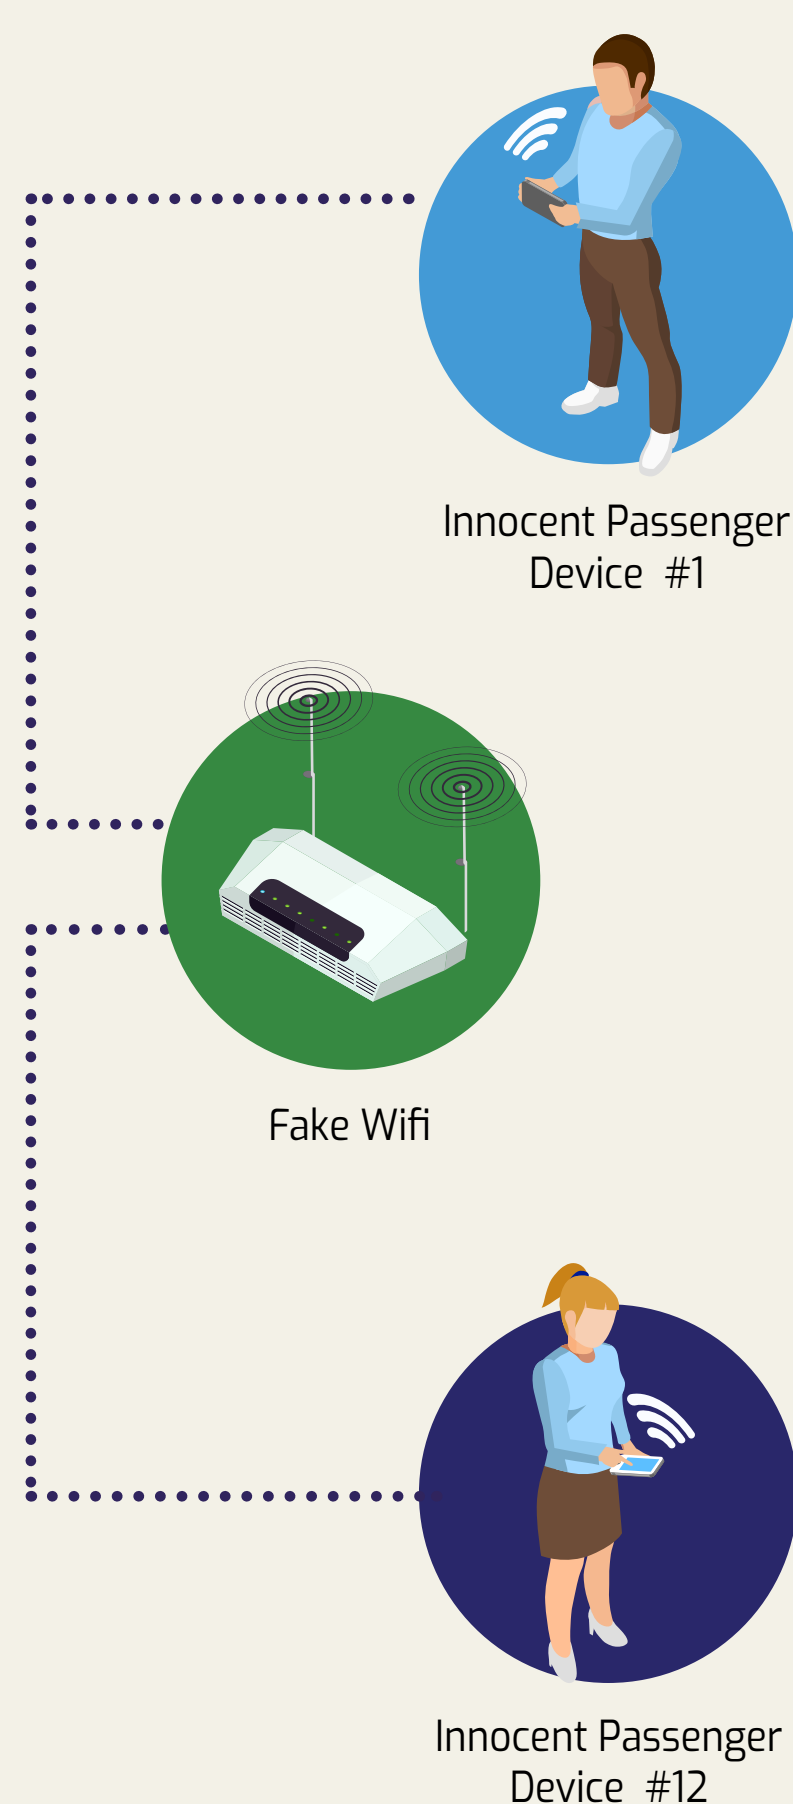 Innocent Passenger
Device #1
Fake Wifi
Innocent Passenger
Device #12